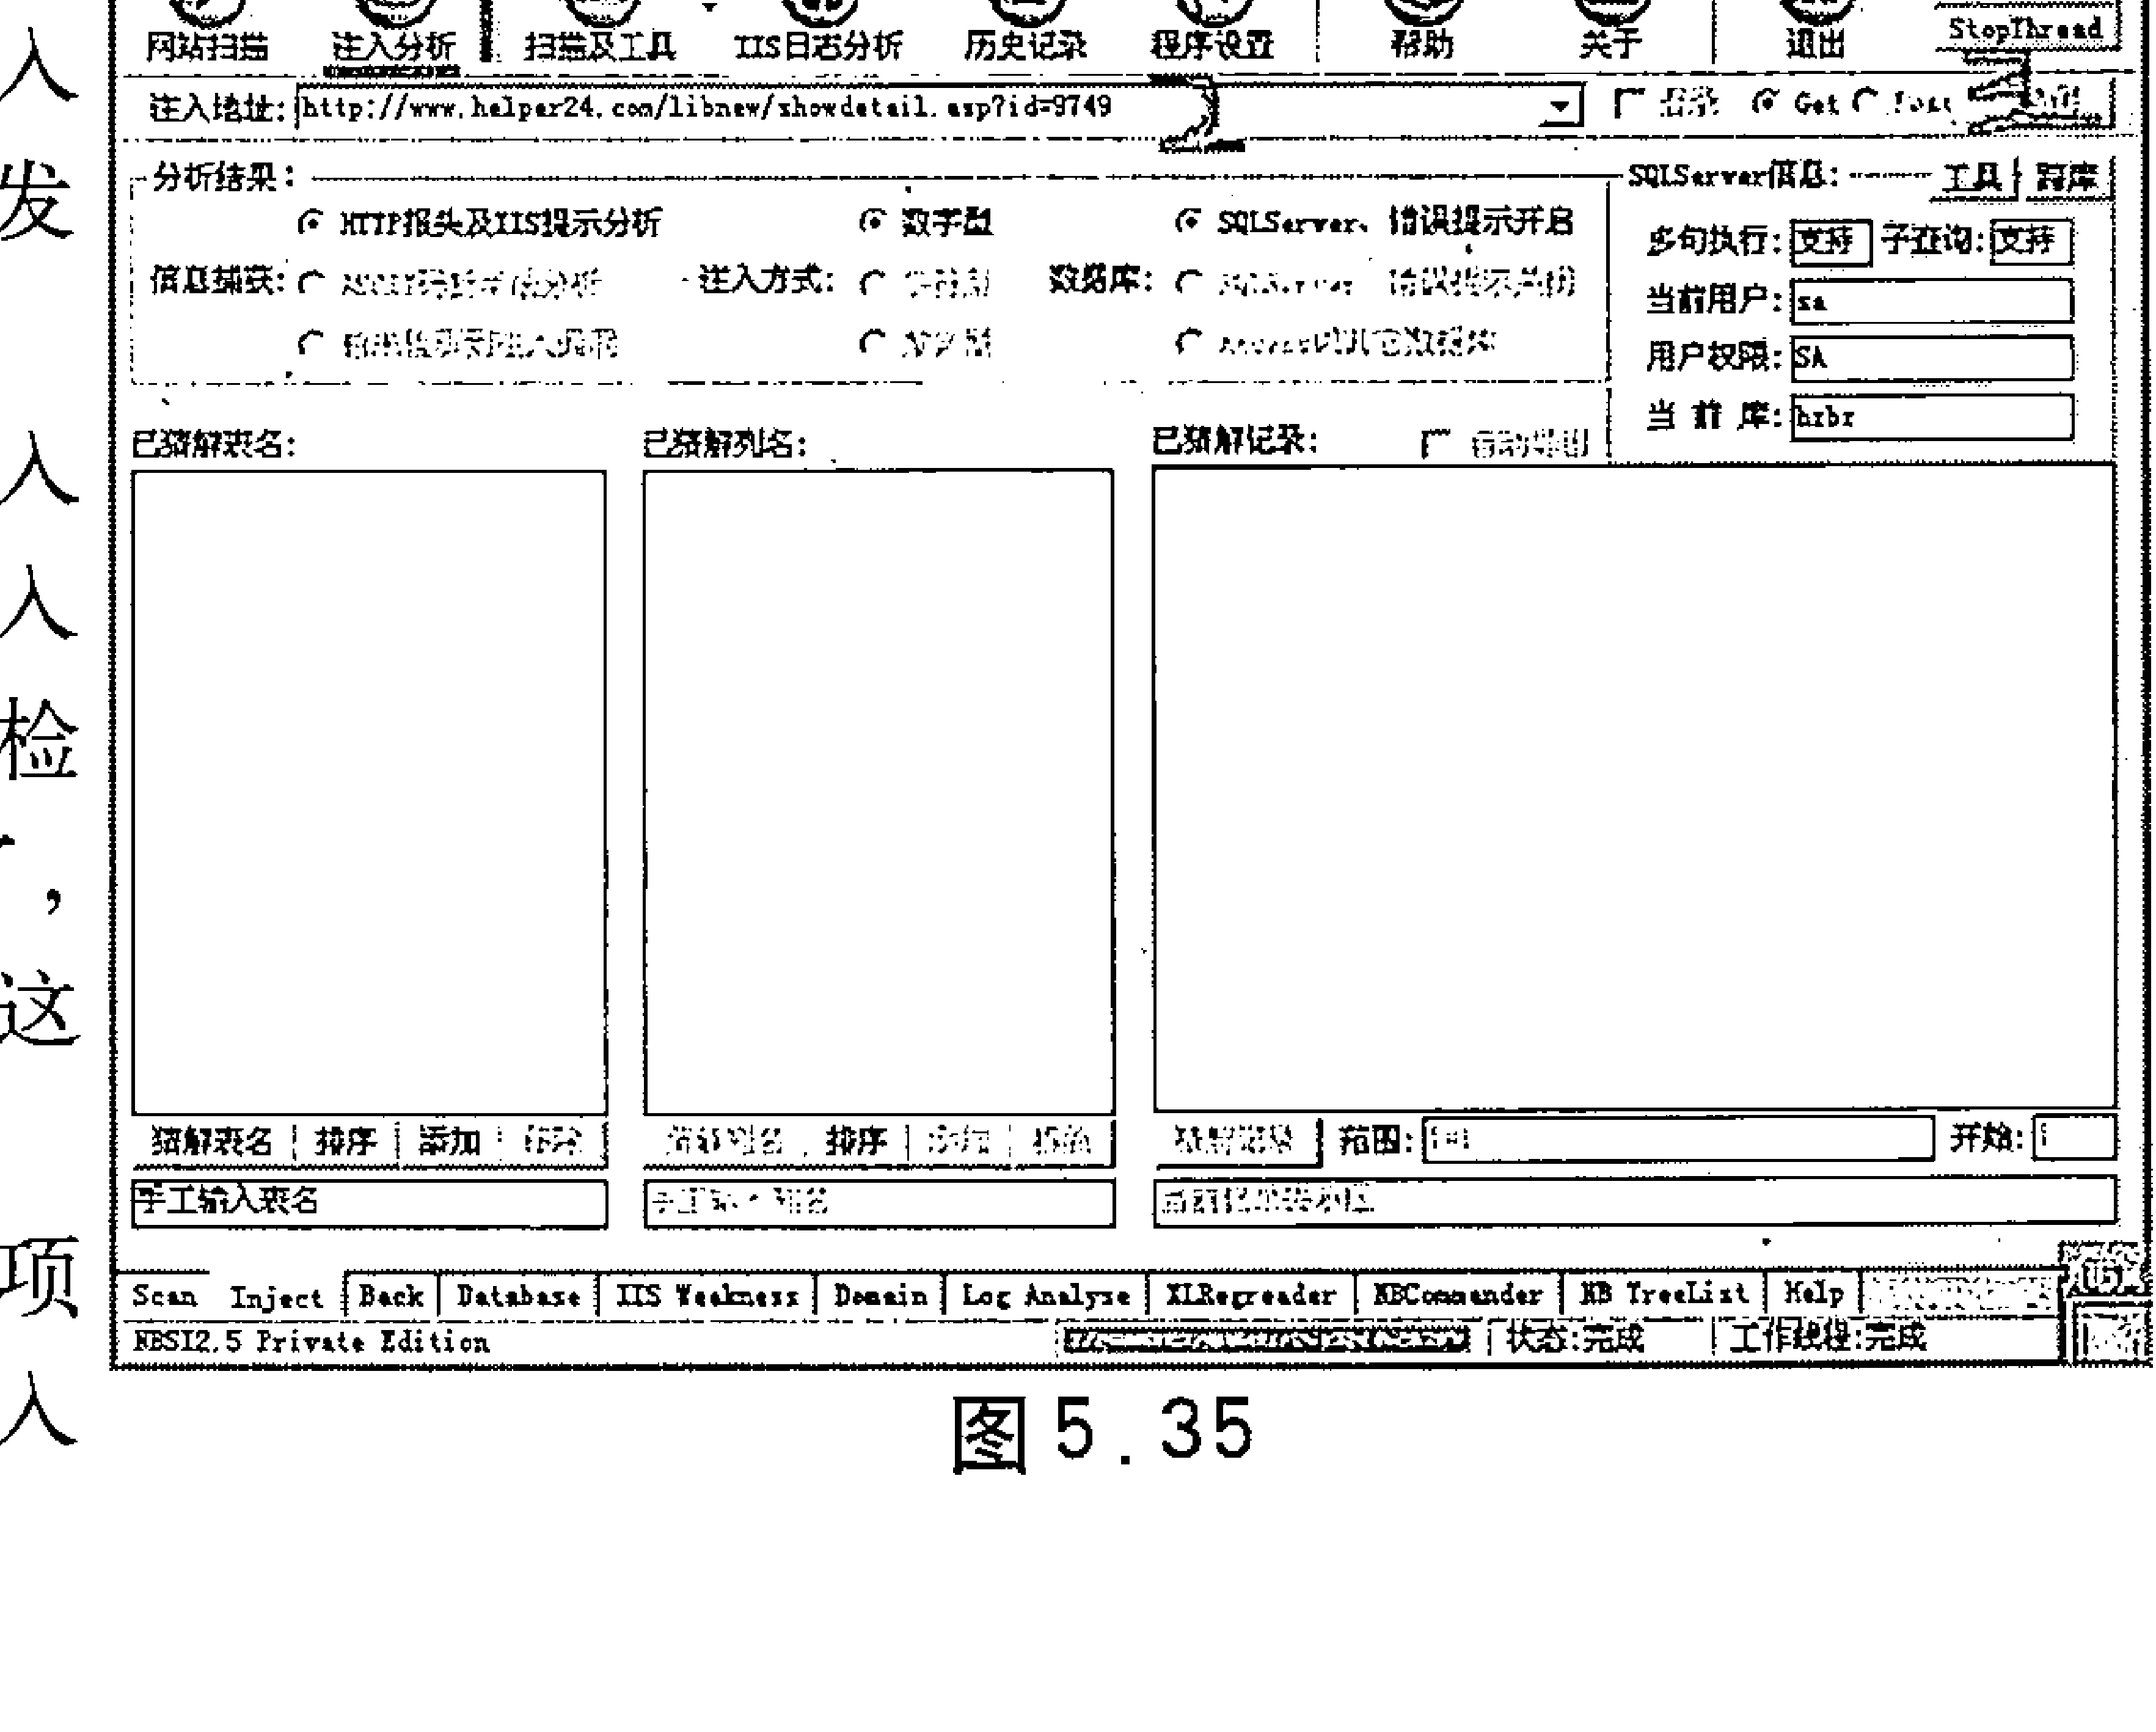 网站扫描 注入分析 扫描及工具 IIS日志分析 历史记录 程序设置 帮助 关于 退出 StopThread
入
注入地址: http://www.helper24.com/libnew/showdetail.asp?id=9749 Get
分析结果: SQLServer信息: 工具 跨库
发
HTTP报头及IIS提示分析 数字型 SQLServer、错误提示开启 多句执行: 支持 子查询: 支持
信息捕获: 注入方式: 数据库:
当前用户: sa
用户权限: SA
当前库: hzbr
已猜解表名: 已猜解列名: 已猜解记录:
入
入
检
,
这
猜解表名 排序 添加 排序 范围: 开始:
手工输入表名
项
Scan Inject Back Database IIS Weakness Domain Log Analyse XLRegreader NBCommander NB TreeList Help
NBSI2.5 Private Edition 状态:完成 工作线程:完成
入
图5.35